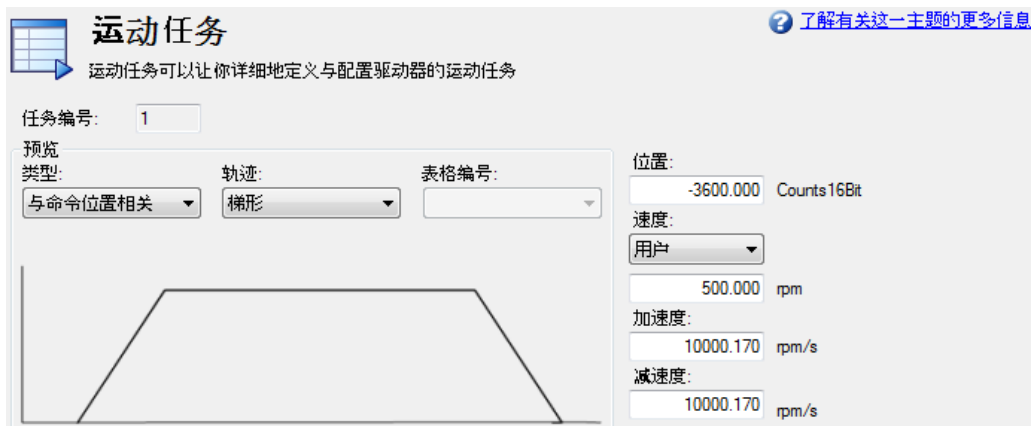 运动任务
了解有关这一主题的更多信息
运动任务可以让你详细地定义与配置驱动器的运动任务
任务编号: 1
预览
类型: 轨迹: 表格编号:
与命令位置相关 梯形
位置:
-3600.000 Counts16Bit
速度:
用户
500.000 rpm
加速度:
10000.170 rpm/s
减速度:
10000.170 rpm/s